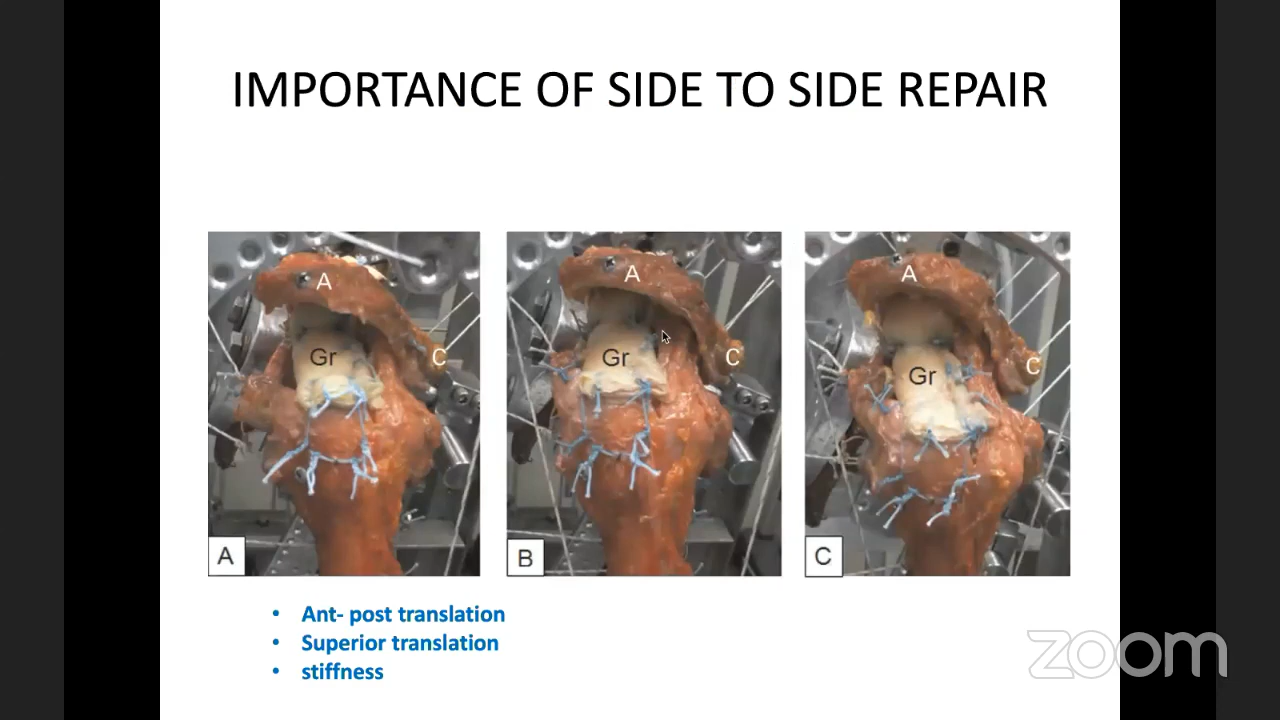 IMPORTANCE OF SIDE TO SIDE REPAIR
A
Gr
C
A
A
Gr
C
B
A
Gr
C
C
• Ant- post translation
• Superior translation
• stiffness
zoom